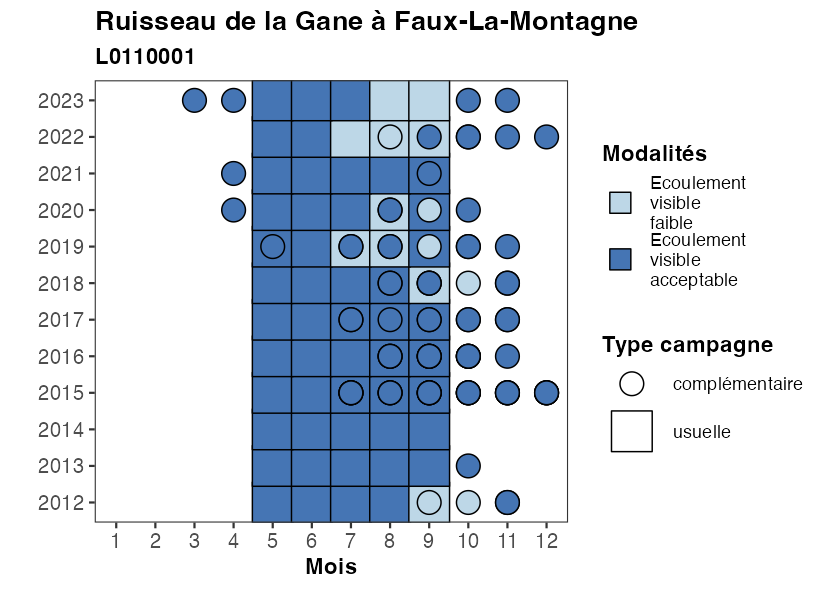 Ruisseau de la Gane à Faux-La-Montagne
L0110001
2023
2022
2021
2020
2019
2018
2017
2016
2015
2014
2013
2012
1 2 3 4 5 6 7 8 9 10 11 12
Mois
Modalités
Ecoulement
visible
faible
Ecoulement
visible
acceptable
Type campagne
complémentaire
usuelle